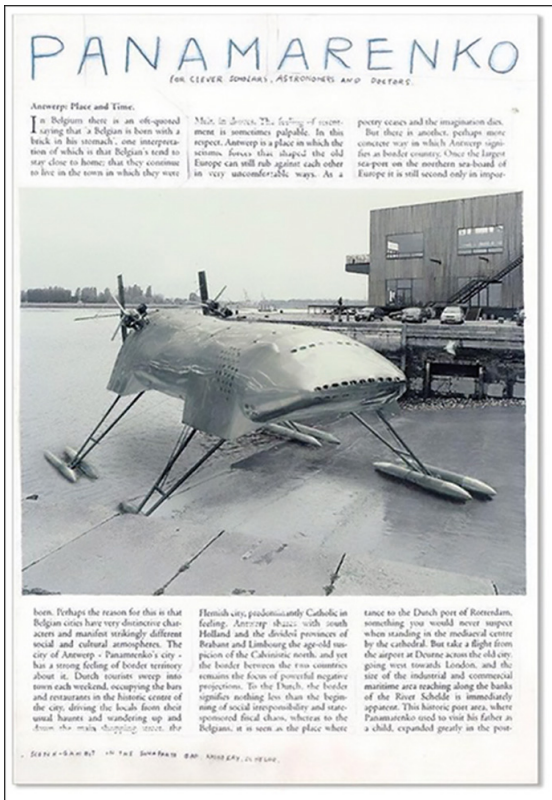 PANAMARENKO
FOR CLEVER SCHOLARS, ASTRONOMERS AND DOCTORS.
Antwerp: Place and Time.
In Belgium there is an oft-quoted
saying that 'a Belgian is born with a
brick in his stomach', one interpreta-
tion of which is that Belgian's tend to
stay close to home; that they continue
to live in the town in which they were
The feeling of
ment is sometimes palpable. In this
respect, Antwerp is a place in which the
seismic forces that shaped the old
Europe can still rub against each other
in very uncomfortable ways. As a
poetry ceases and the imagination dies.
But there is another, perhaps more
concrete way in which Antwerp signi-
fies as border country. Once the largest
sea-port on the northern sea-board of
Europe it is still second only in impor-
born. Perhaps the reason for this is that
Belgian cities have very distinctive char-
acters and manifest strikingly different
social and cultural atmospheres. The
city of Antwerp - Panamarenko's city -
has a strong feeling of border territory
about it. Dutch tourists sweep into
town each weekend, occupying the bars
and restaurants in the historic centre of
the city, driving the locals from their
usual haunts and wandering up and
down the main shopping street, the
Flemish city, predominantly Catholic in
feeling, Antwerp shares with south
Holland and the divided provinces of
Brabant and Limbourg the age-old sus-
picion of the Calvinistic north, and yet
the border between the two countries
remains the focus of powerful negative
projections. To the Dutch, the border
signifies nothing less than the begin-
ning of social irresponsibility and state-
sponsored fiscal chaos, whereas to the
Belgians, it is seen as the place where
tance to the Dutch port of Rotterdam,
something you would never suspect
when standing in the mediaeval centre
by the cathedral. But take a flight from
the airport at Deurne across the old city,
going west towards London, and the
size of the industrial and commercial
maritime area reaching along the banks
of the River Schelde is immediately
apparent. This historic port area, where
Panamarenko used to visit his father as
a child, expanded greatly in the post-